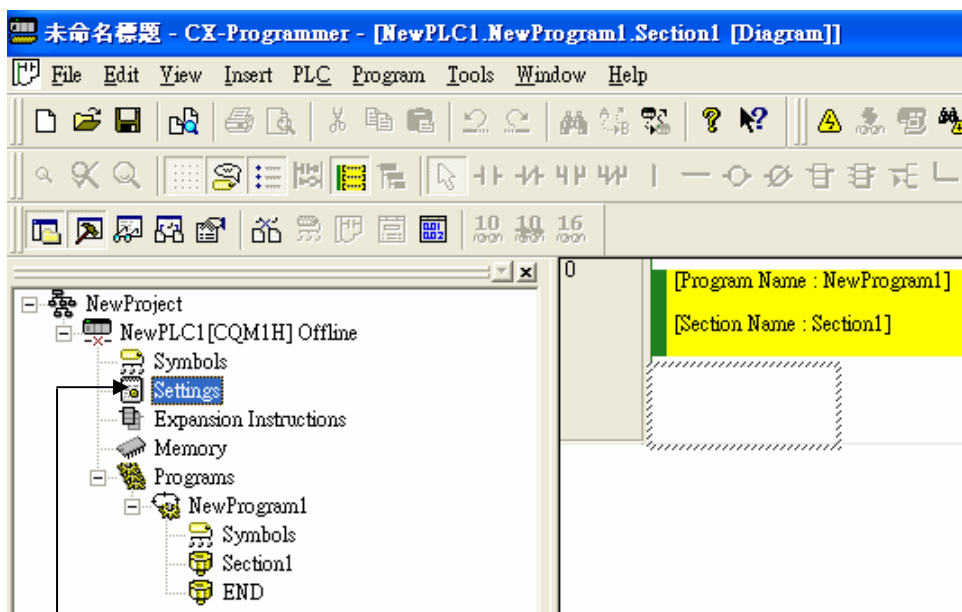 未命名標題 - CX-Programmer - [NewPLC1.NewProgram1.Section1 [Diagram]]
File Edit View Insert PLC Program Tools Window Help
10 10 16
0
[Program Name : NewProgram1]
[Section Name : Section1]
NewProject
NewPLC1[CQM1H] Offline
Symbols
Settings
Expansion Instructions
Memory
Programs
NewProgram1
Symbols
Section1
END